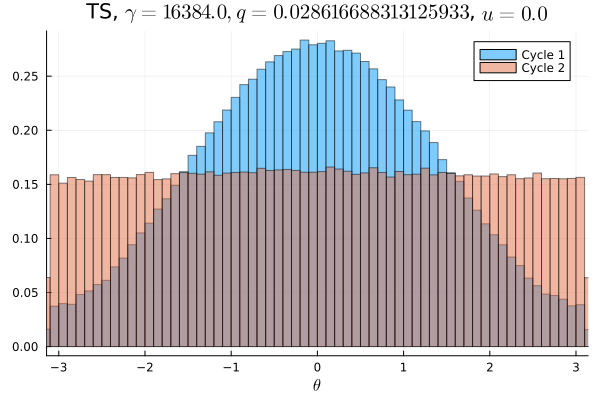 TS, γ = 16384.0, q = 0.028616688313125933, u = 0.0
Cycle 1
Cycle 2
0.25
0.20
0.15
0.10
0.05
0.00
−3 −2 −1 0 1 2 3
θ